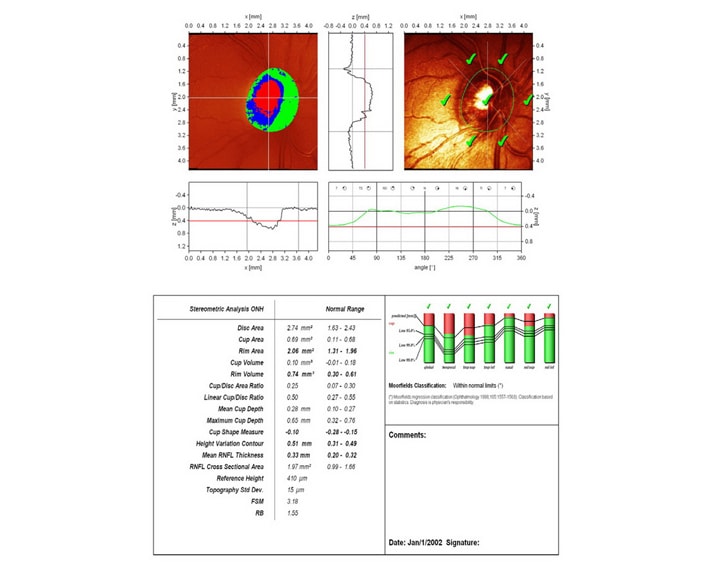 x [mm]
z [mm]
x [mm]
0.0 0.4 0.8 1.2 1.6 2.0 2.4 2.8 3.2 3.6 4.0
-0.8 0.0 0.4 0.8
0.0 0.4 0.8 1.2 1.6 2.0 2.4 2.8 3.2 3.6 4.0
0.4
0.8
1.2
1.6
2.0
2.4
2.8
3.2
3.6
4.0
y [mm]
0.4
0.8
1.2
1.6
2.0
2.4
2.8
3.2
3.6
4.0
y [mm]
-0.4
0.0
0.4
0.8
1.2
z [mm]
0.0 0.4 0.8 1.2 1.6 2.0 2.4 2.8 3.2 3.6 4.0
x [mm]
-0.4
0.0
0.4
0.8
z [mm]
0 45 90 135 180 225 270 315 360
angle [°]
Stereometric Analysis ONH Normal Range
Disc Area 2.74 mm² 1.63 - 2.43
Cup Area 0.69 mm² 0.11 - 0.68
Rim Area 2.06 mm² 1.31 - 1.96
Cup Volume 0.10 mm³ -0.01 - 0.18
Rim Volume 0.74 mm³ 0.30 - 0.61
Cup/Disc Area Ratio 0.25 0.07 - 0.30
Linear Cup/Disc Ratio 0.50 0.27 - 0.55
Mean Cup Depth 0.28 mm 0.10 - 0.27
Maximum Cup Depth 0.65 mm 0.32 - 0.76
Cup Shape Measure -0.10 -0.28 - -0.15
Height Variation Contour 0.51 mm 0.31 - 0.49
Mean RNFL Thickness 0.33 mm 0.20 - 0.32
RNFL Cross Sectional Area 1.97 mm² 0.99 - 1.66
Reference Height 410 µm
Topography Std Dev. 15 µm
FSM 3.18
RB 1.55
predicted [mm²]
Low 95.0%
Low 99.0%
Low 99.9%
global temporal tmp sup tmp inf nasal nsl sup nsl inf
Moorfields Classification: Within normal limits (*)
(*) Moorfields regression classification (Ophthalmology 1998;105:1557-1563). Classification based
on statistics. Diagnosis is physician's responsibility.
Comments:
Date: Jan/1/2002 Signature: